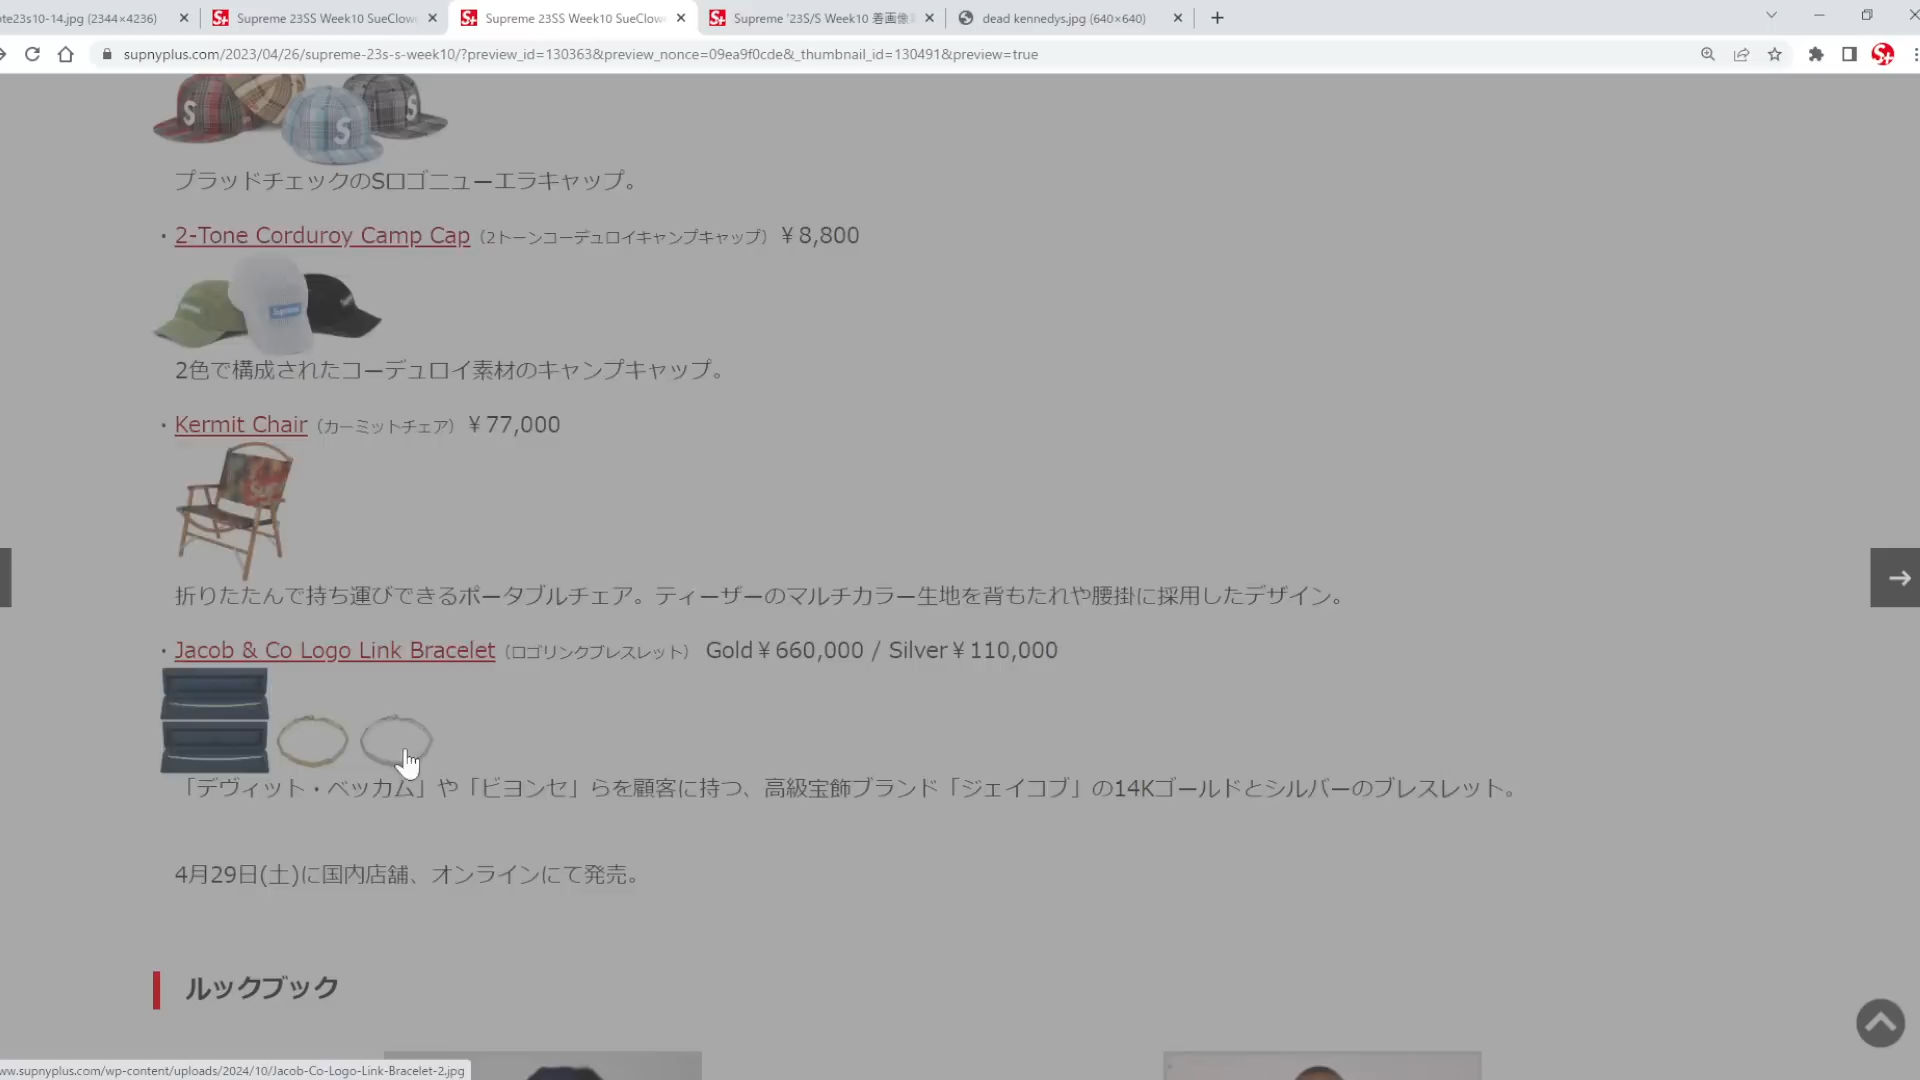 te23s10-14.jpg (2344×4236)
Supreme 23SS Week10 SueClow
Supreme 23SS Week10 SueClow
Supreme '23S/S Week10 着画像
dead kennedys.jpg (640×640)
supnyplus.com/2023/04/26/supreme-23s-s-week10/?preview_id=130363&preview_nonce=09ea9f0cde&_thumbnail_id=130491&preview=true
プラッドチェックのSロゴニューエラキャップ。
・2-Tone Corduroy Camp Cap（2トーンコーデュロイキャンプキャップ）￥8,800
Supreme
2色で構成されたコーデュロイ素材のキャンプキャップ。
・Kermit Chair（カーミットチェア）￥77,000
折りたたんで持ち運びできるポータブルチェア。ティーザーのマルチカラー生地を背もたれや腰掛に採用したデザイン。
・Jacob & Co Logo Link Bracelet（ロゴリンクブレスレット） Gold￥660,000 / Silver￥110,000
「デヴィット・ベッカム」や「ビヨンセ」らを顧客に持つ、高級宝飾ブランド「ジェイコブ」の14Kゴールドとシルバーのブレスレット。
4月29日(土)に国内店舗、オンラインにて発売。
ルックブック
ww.supnyplus.com/wp-content/uploads/2024/10/Jacob-Co-Logo-Link-Bracelet-2.jpg